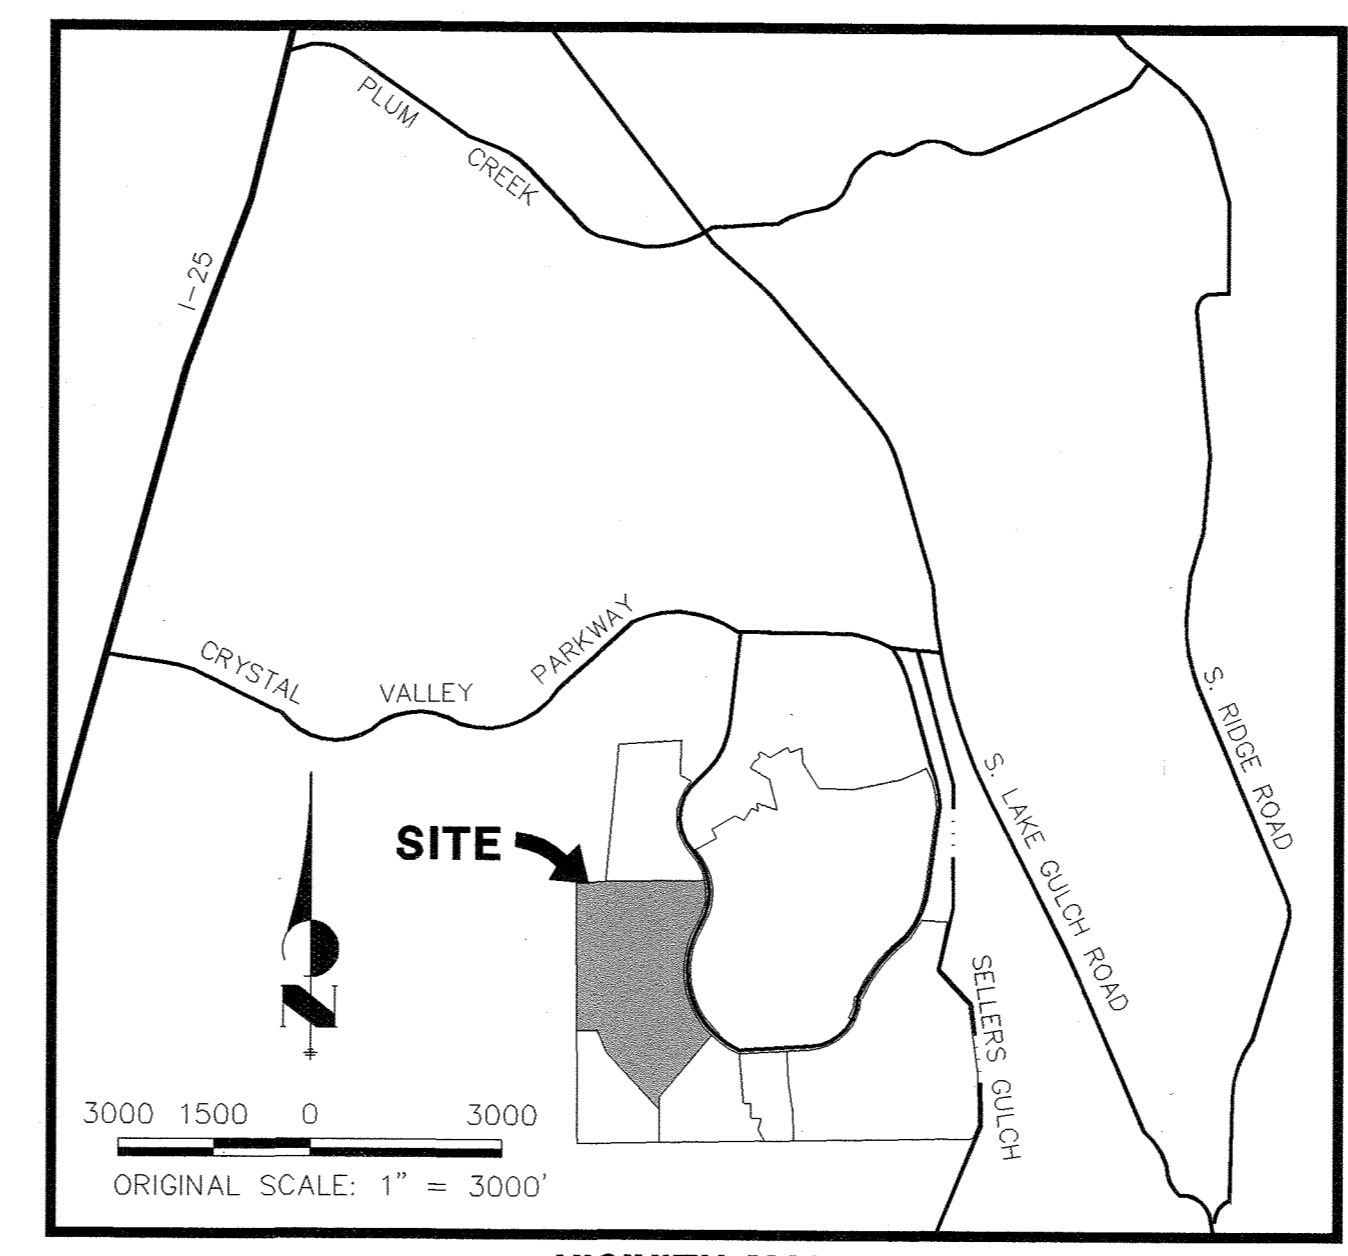 PLUM
CREEK
I-25
CRYSTAL
VALLEY
PARKWAY
S. RIDGE ROAD
S. LAKE GULCH ROAD
SITE
SELLERS GULCH
N
3000 1500 0 3000
ORIGINAL SCALE: 1" = 3000'